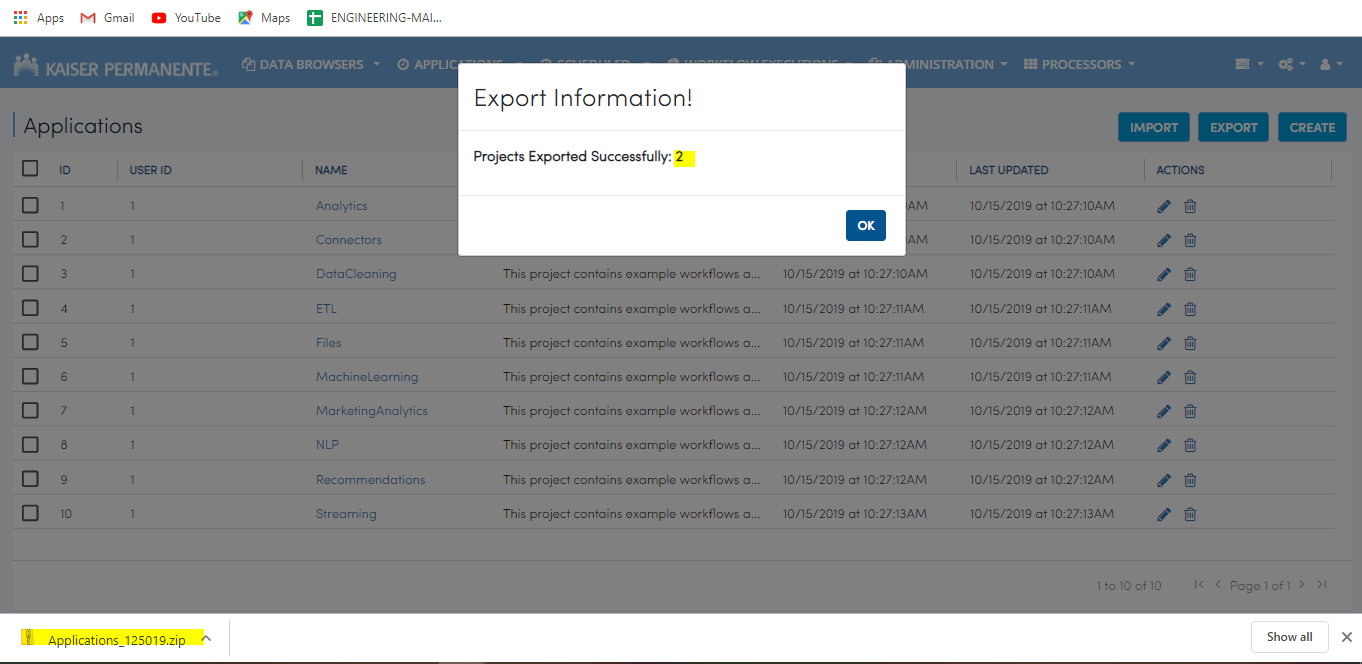 Apps Gmail YouTube Maps ENGINEERING-MAI...
KAISER PERMANENTE® DATA BROWSERS APPLICATIONS SCHEDULED WORKFLOW EXECUTIONS ADMINISTRATION PROCESSORS
Export Information!
Projects Exported Successfully: 2
OK
Applications IMPORT EXPORT CREATE
ID USER ID NAME LAST UPDATED ACTIONS
1 1 Analytics AM 10/15/2019 at 10:27:10AM
2 1 Connectors AM 10/15/2019 at 10:27:10AM
3 1 DataCleaning This project contains example workflows a... 10/15/2019 at 10:27:10AM 10/15/2019 at 10:27:10AM
4 1 ETL This project contains example workflows a... 10/15/2019 at 10:27:11AM 10/15/2019 at 10:27:11AM
5 1 Files This project contains example workflows a... 10/15/2019 at 10:27:11AM 10/15/2019 at 10:27:11AM
6 1 MachineLearning This project contains example workflows a... 10/15/2019 at 10:27:11AM 10/15/2019 at 10:27:11AM
7 1 MarketingAnalytics This project contains example workflows a... 10/15/2019 at 10:27:12AM 10/15/2019 at 10:27:12AM
8 1 NLP This project contains example workflows a... 10/15/2019 at 10:27:12AM 10/15/2019 at 10:27:12AM
9 1 Recommendations This project contains example workflows a... 10/15/2019 at 10:27:12AM 10/15/2019 at 10:27:12AM
10 1 Streaming This project contains example workflows a... 10/15/2019 at 10:27:13AM 10/15/2019 at 10:27:13AM
1 to 10 of 10 Page 1 of 1
Applications_125019.zip Show all